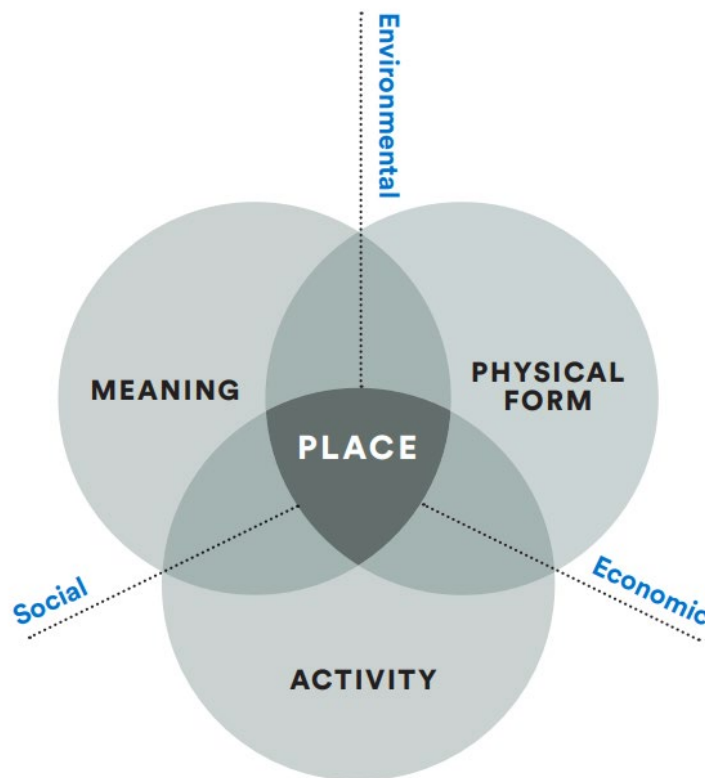 Environmental
MEANING
PHYSICAL
FORM
PLACE
Social
Economic
ACTIVITY